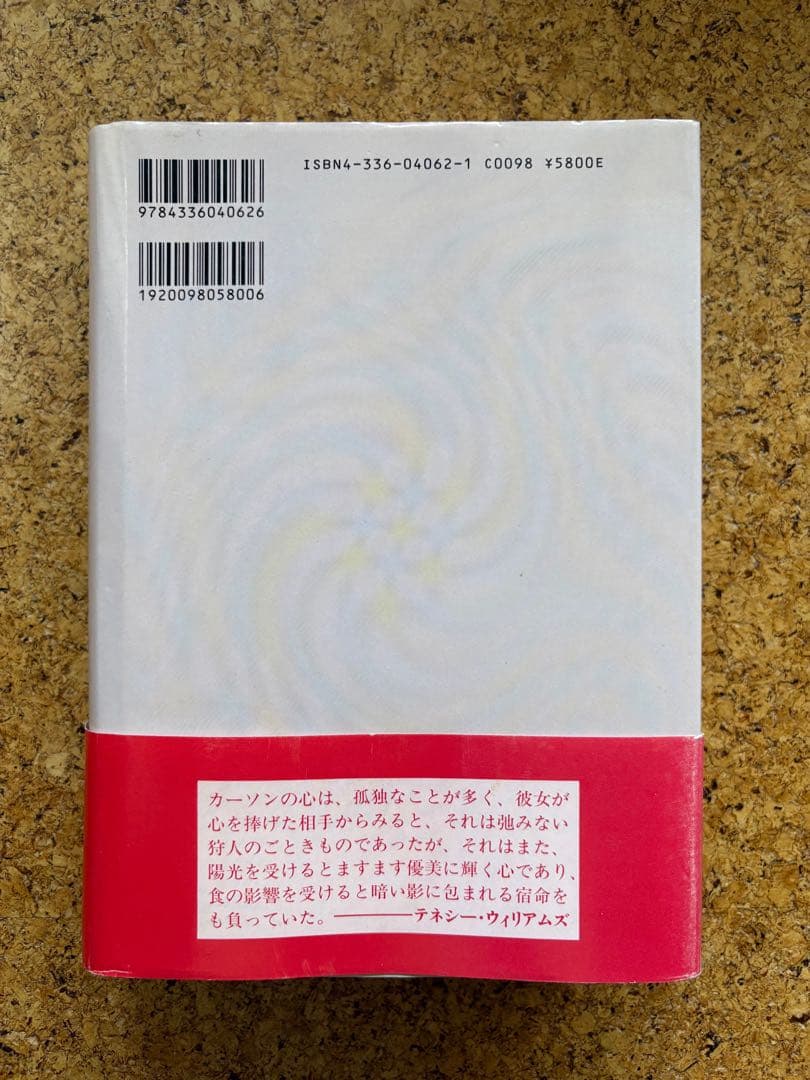 ISBN4-336-04062-1 C0098 ¥5800E
9784336040626
1920098058006
カーソンの心は、孤独なことが多く、彼女が
心を捧げた相手からみると、それは弛みない
狩人のごときものであったが、それはまた、
陽光を受けるとますます優美に輝く心であり、
食の影響を受けると暗い影に包まれる宿命を
も負っていた。————テネシー・ウィリアムズ